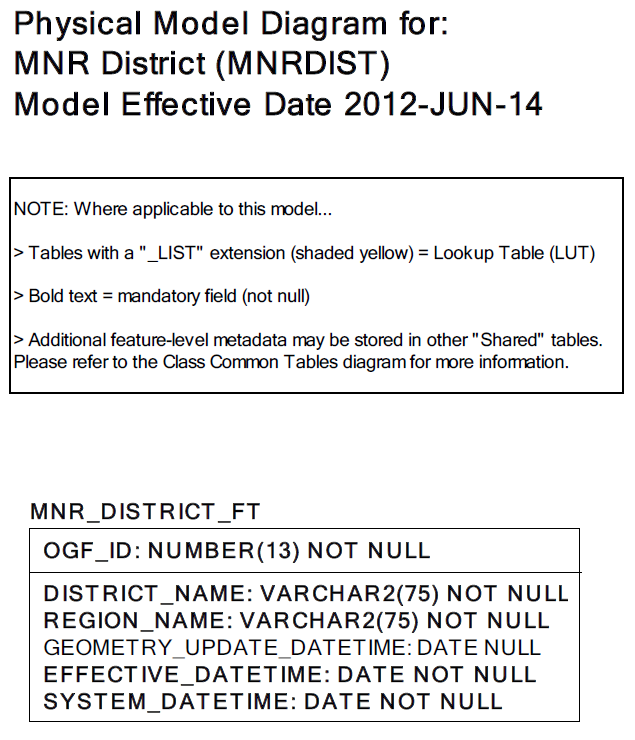 Physical Model Diagram for:
MNR District (MNRDIST)
Model Effective Date 2012-JUN-14
NOTE: Where applicable to this model...
> Tables with a "_LIST" extension (shaded yellow) = Lookup Table (LUT)
> Bold text = mandatory field (not null)
> Additional feature-level metadata may be stored in other "Shared" tables.
Please refer to the Class Common Tables diagram for more information.
MNR_DISTRICT_FT
OGF_ID: NUMBER(13) NOT NULL
DISTRICT_NAME: VARCHAR2(75) NOT NULL
REGION_NAME: VARCHAR2(75) NOT NULL
GEOMETRY_UPDATE_DATETIME: DATE NULL
EFFECTIVE_DATETIME: DATE NOT NULL
SYSTEM_DATETIME: DATE NOT NULL